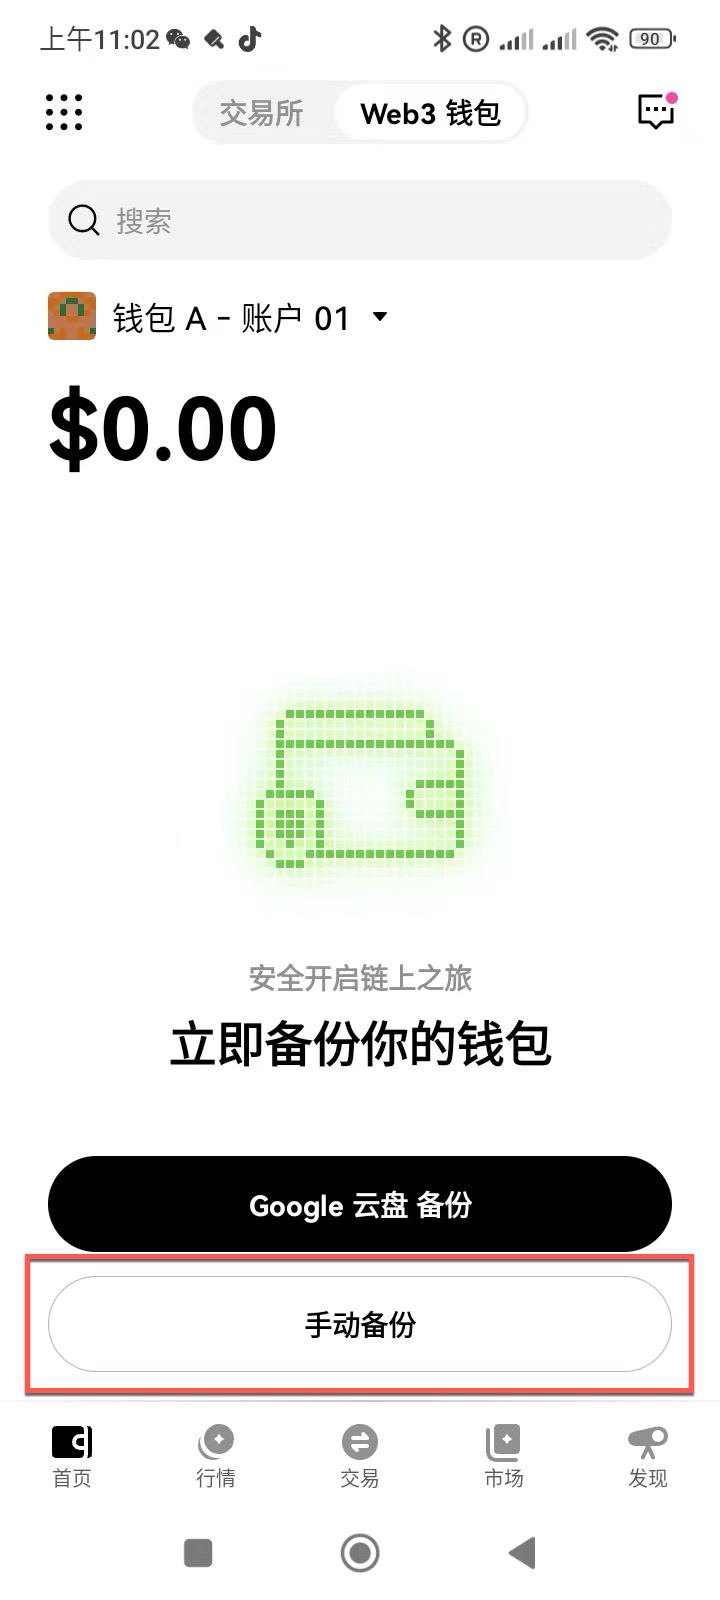 上午11:02
90
交易所
Web3 钱包
搜索
钱包 A - 账户 01
$0.00
安全开启链上之旅
立即备份你的钱包
Google 云盘 备份
手动备份
首页
行情
交易
市场
发现